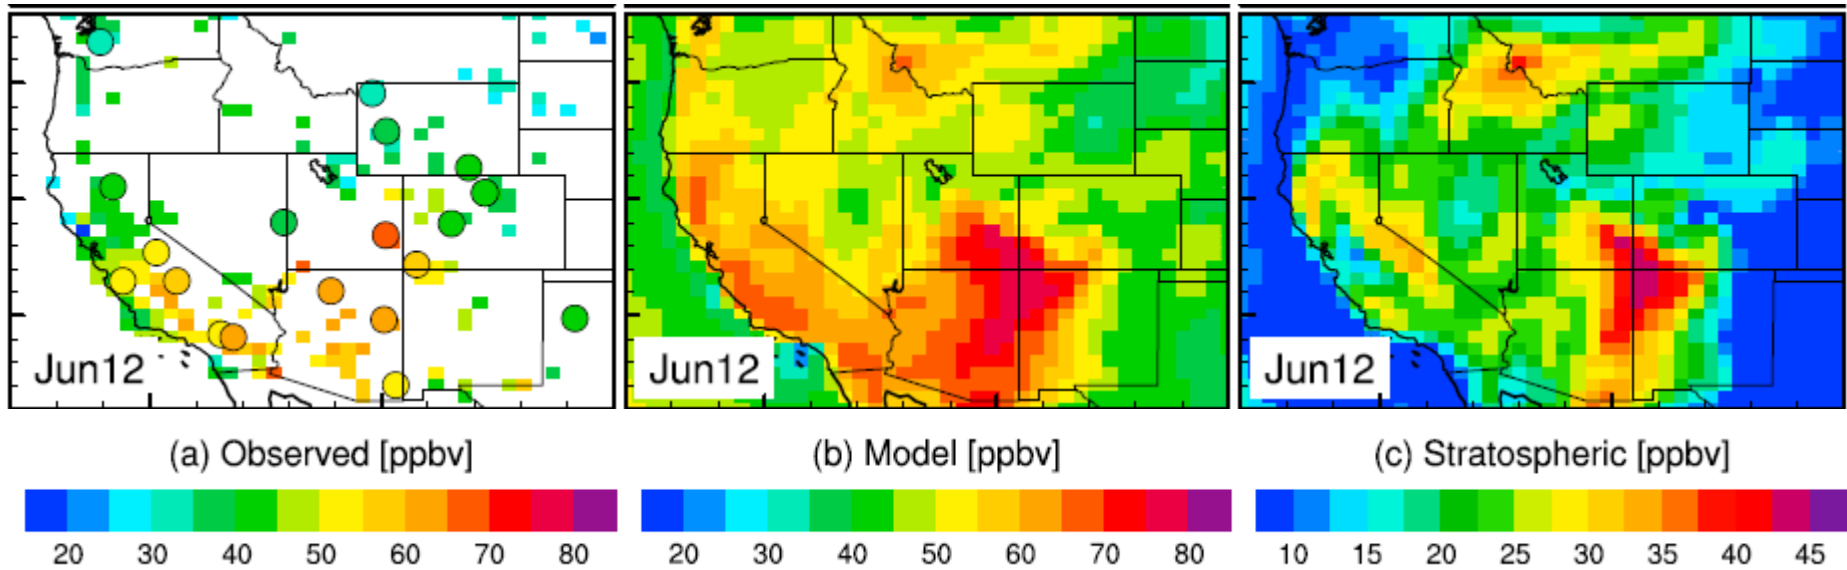 Jun12 Jun12 Jun12
(a) Observed [ppbv] (b) Model [ppbv] (c) Stratospheric [ppbv]
20 30 40 50 60 70 80 20 30 40 50 60 70 80 10 15 20 25 30 35 40 45